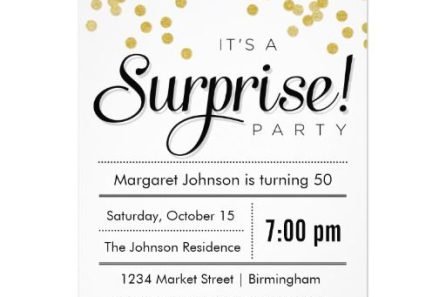 IT'S A
Surprise!
PARTY
Margaret Johnson is turning 50
Saturday, October 15
7:00 pm
The Johnson Residence
1234 Market Street | Birmingham